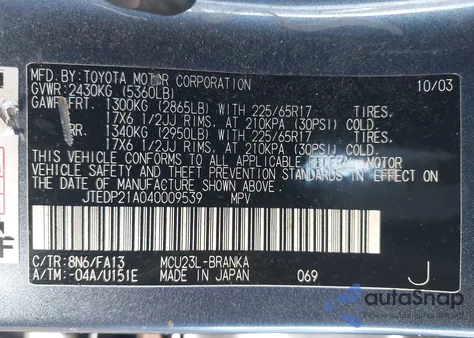 MFD.BY:TOYOTA MOTOR CORPORATION 10/03
GVWR:2430KG (5360LB)
GAWR:FRT. 1300KG (2865LB) WITH 225/65R17 TIRES.
17X6 1/2JJ RIMS, AT 210KPA (30PSI) COLD.
RR. 1340KG (2950LB) WITH 225/65R17 TIRES.
17X6 1/2JJ RIMS, AT 210KPA (30PSI) COLD.
THIS VEHICLE CONFORMS TO ALL APPLICABLE FEDERAL MOTOR
VEHICLE SAFETY AND THEFT PREVENTION STANDARDS IN EFFECT ON
THE DATE OF MANUFACTURE SHOWN ABOVE.
JTEDP21A040009539 MPV
C/TR: 8N6/FA13 MCU23L-BRANKA
A/TM: -04A/U151E MADE IN JAPAN 069 J
autoSnap